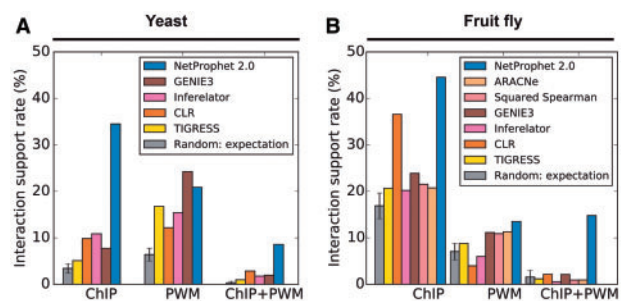 Yeast
A
Interaction support rate (%)
50
40
30
20
10
0
NetProphet 2.0
GENIE3
Inferelator
CLR
TIGRESS
Random: expectation
ChIP PWM ChIP+PWM
Fruit fly
B
Interaction support rate (%)
50
40
30
20
10
0
NetProphet 2.0
ARACNe
Squared Spearman
GENIE3
Inferelator
CLR
TIGRESS
Random: expectation
ChIP PWM ChIP+PWM